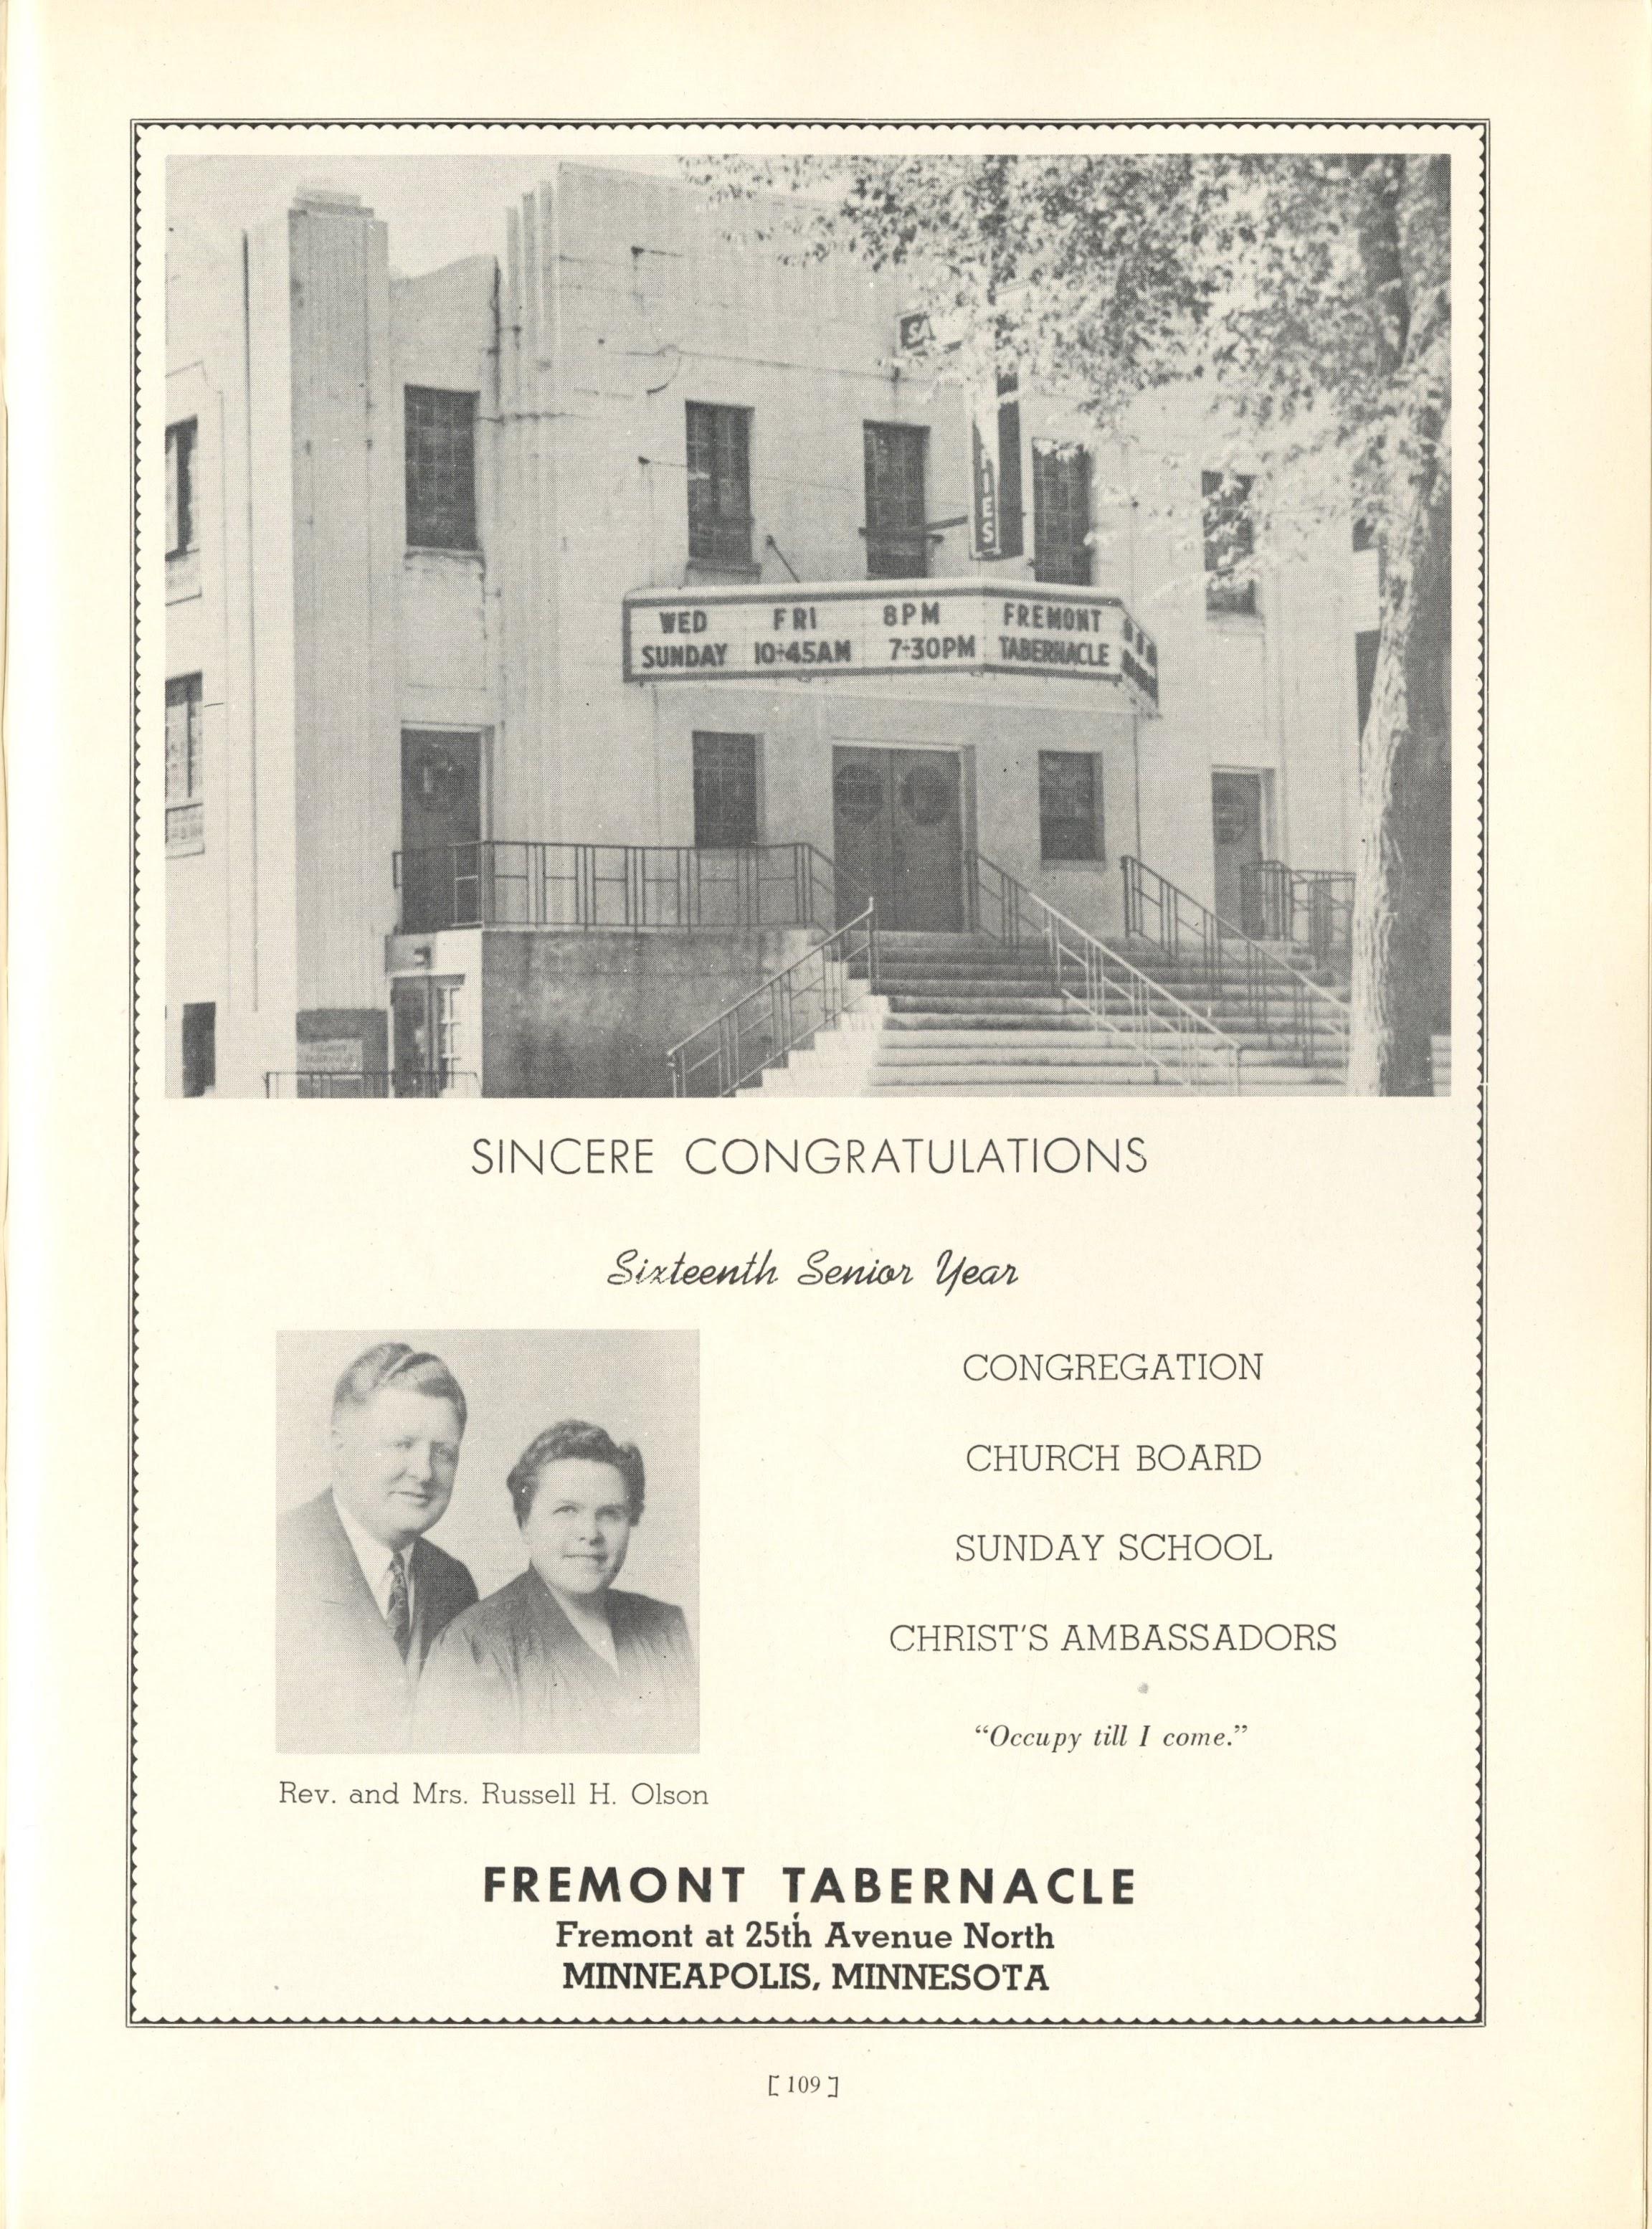 SA
IES
WED FRI 8PM FREMONT
SUNDAY 10:45AM 7:30PM TABERNACLE
SINCERE CONGRATULATIONS
Sixteenth Senior Year
CONGREGATION
CHURCH BOARD
SUNDAY SCHOOL
CHRIST'S AMBASSADORS
“Occupy till I come.”
Rev. and Mrs. Russell H. Olson
FREMONT TABERNACLE
Fremont at 25th Avenue North
MINNEAPOLIS, MINNESOTA
[ 109 ]